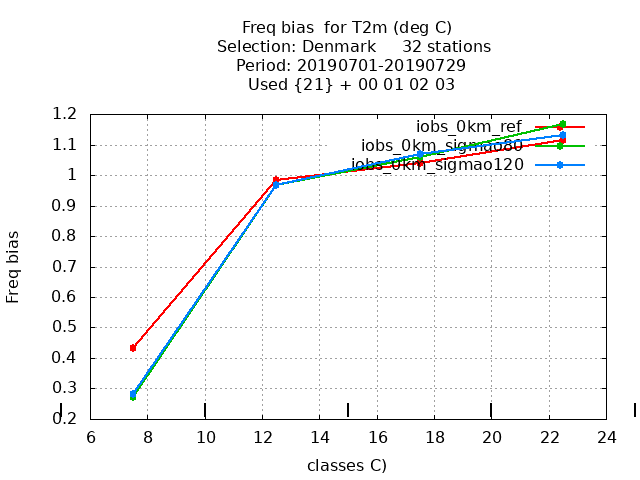 Freq bias  for T2m (deg C)
Selection: Denmark     32 stations
Period: 20190701-20190729
Used {21} + 00 01 02 03
iobs_0km_ref
iobs_0km_sigmao80
iobs_0km_sigmao120
Freq bias
1.2
1.1
1
0.9
0.8
0.7
0.6
0.5
0.4
0.3
0.2
6 8 10 12 14 16 18 20 22 24
classes C)